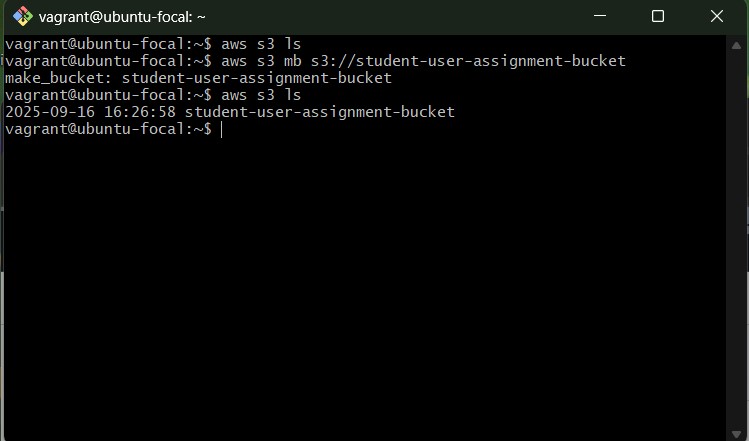 vagrant@ubuntu-focal: ~
vagrant@ubuntu-focal:~$ aws s3 ls
vagrant@ubuntu-focal:~$ aws s3 mb s3://student-user-assignment-bucket
make_bucket: student-user-assignment-bucket
vagrant@ubuntu-focal:~$ aws s3 ls
2025-09-16 16:26:58 student-user-assignment-bucket
vagrant@ubuntu-focal:~$